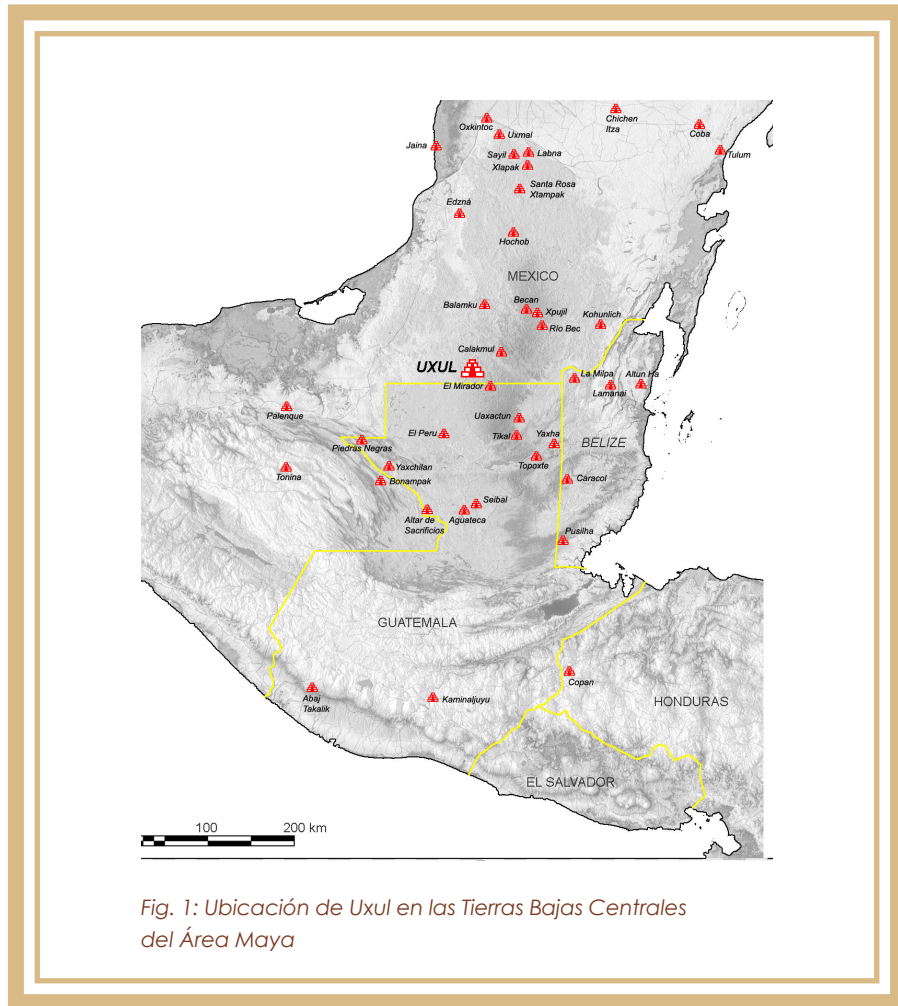 Chichen
Itza
Oxkintoc
Coba
Uxmal
Jaina
Sayil
Labna
Tulum
Xlapak
Santa Rosa
Xtampak
Edzná
Hochob
MEXICO
Balamku
Becan
Xpujil
Kohunlich
Río Bec
Calakmul
UXUL
La Milpa
Altun Ha
El Mirador
Lamanai
Palenque
Uaxactun
El Peru
Tikal
Yaxha
BELIZE
Piedras Negras
Topoxte
Tonina
Yaxchilan
Bonampak
Caracol
Seibal
Altar de
Sacrificios
Aguateca
Pusilha
GUATEMALA
Copan
Abaj
Takalik
Kaminaljuyu
HONDURAS
EL SALVADOR
100
200 km
Fig. 1: Ubicación de Uxul en las Tierras Bajas Centrales
del Área Maya